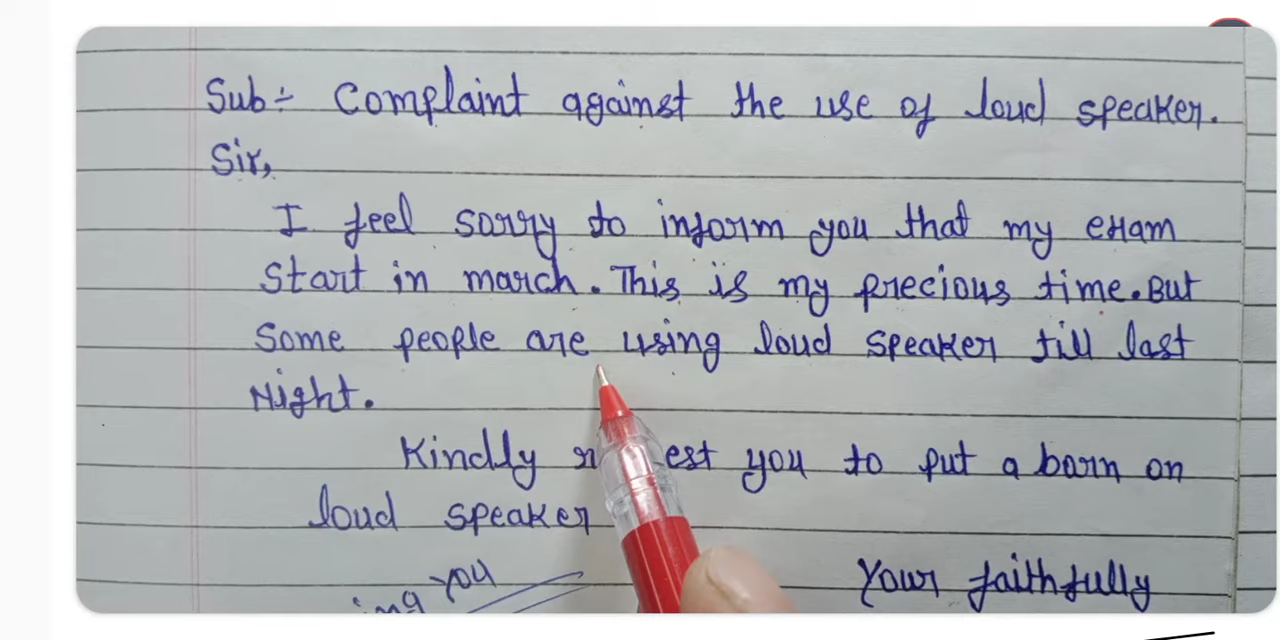 Sub:- Complaint against the use of loud speaker.
Sir,
I feel sorry to inform you that my exam
start in march. This is my precious time. But
some people are using loud speaker till last
Night.
Kindly you to put a barn on
loud speaker
you
Your faithfully